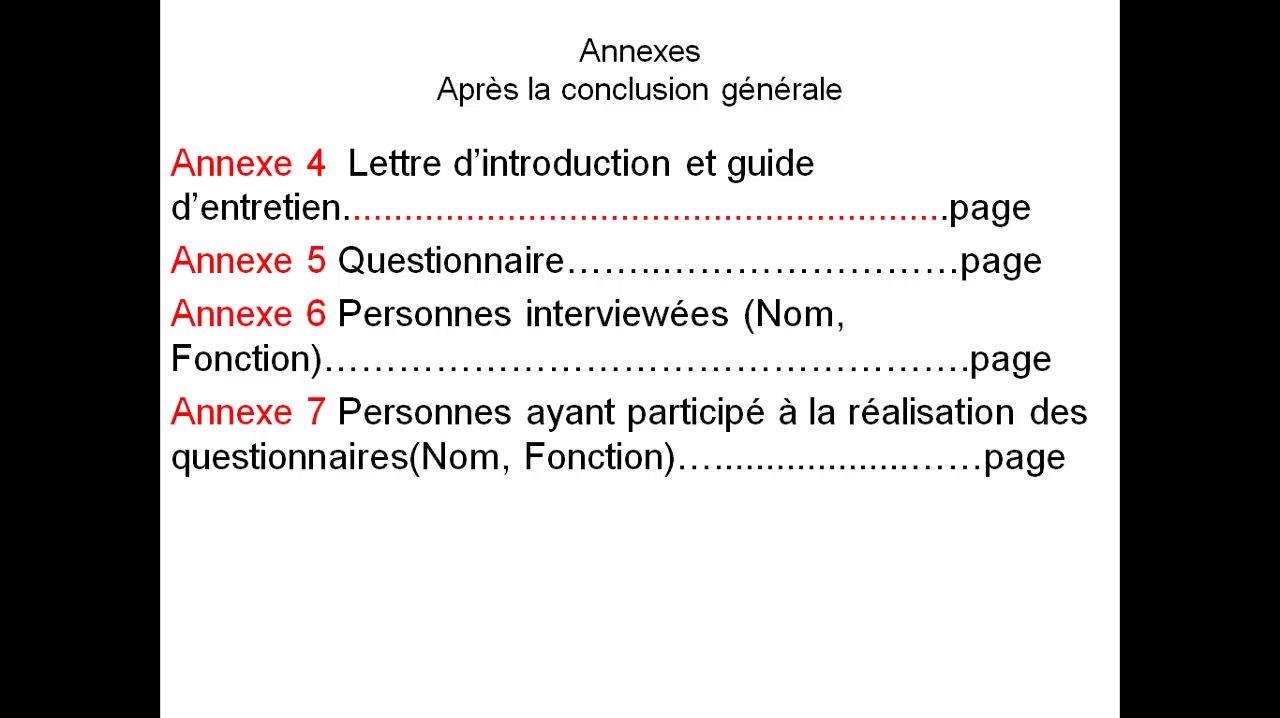 Annexes
Après la conclusion générale
Annexe 4  Lettre d’introduction et guide
d’entretien..........................................................page
Annexe 5 Questionnaire……..……………………page
Annexe 6 Personnes interviewées (Nom,
Fonction)…………………………………………….page
Annexe 7 Personnes ayant participé à la réalisation des
questionnaires(Nom, Fonction)…...................……page